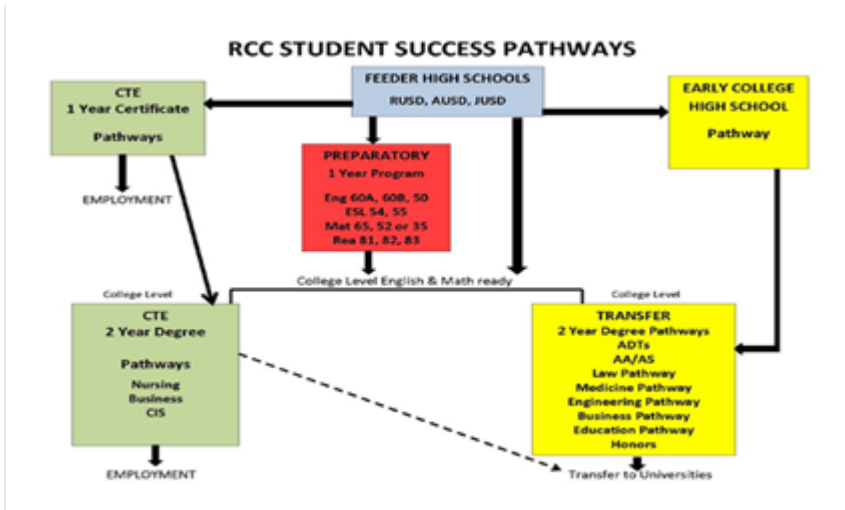 RCC STUDENT SUCCESS PATHWAYS
FEEDER HIGH SCHOOLS
RUSD, AUSD, JUSD
CTE
1 Year Certificate
Pathways
EMPLOYMENT
EARLY COLLEGE
HIGH SCHOOL
Pathway
PREPARATORY
1 Year Program
Eng 60A, 60B, 50
ESL 54, 55
Mat 65, 52 or 35
Rea 81, 82, 83
College Level English & Math ready
College Level
CTE
2 Year Degree
Pathways
Nursing
Business
CIS
EMPLOYMENT
College Level
TRANSFER
2 Year Degree Pathways
ADTs
AA/AS
Law Pathway
Medicine Pathway
Engineering Pathway
Business Pathway
Education Pathway
Honors
Transfer to Universities